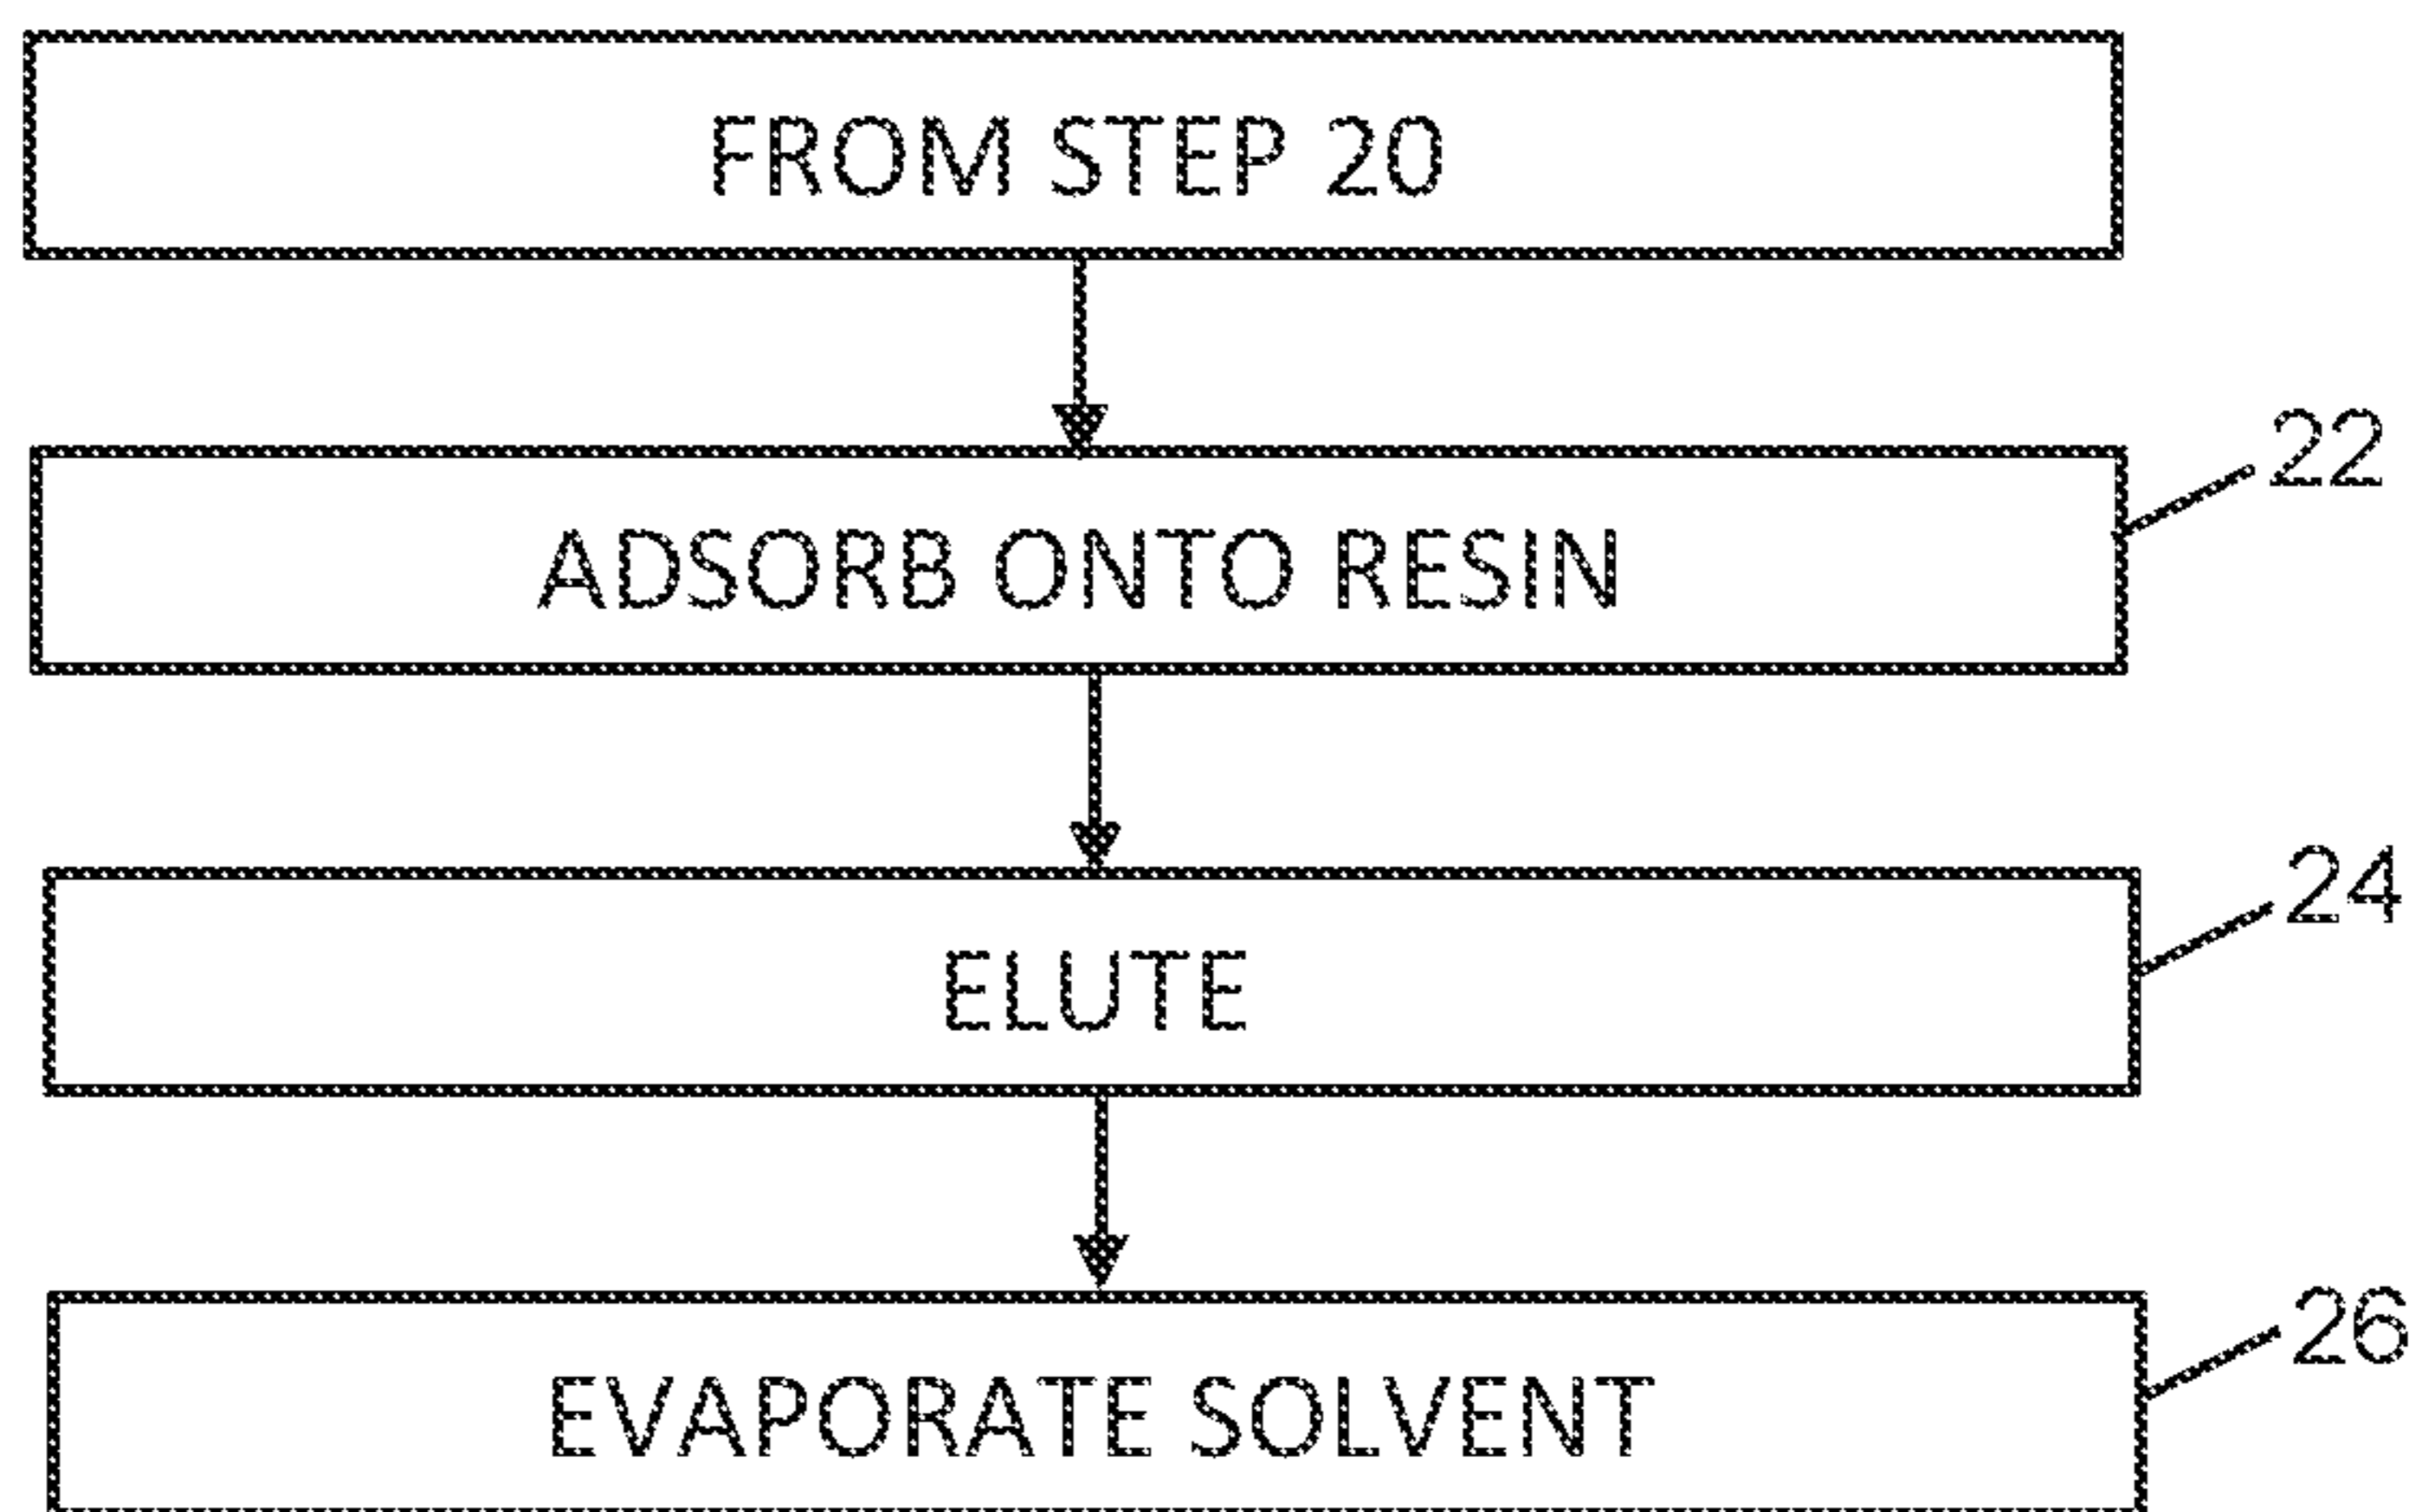 FROM STEP 20
22
ADSORB ONTO RESIN
24
ELUTE
26
EVAPORATE SOLVENT